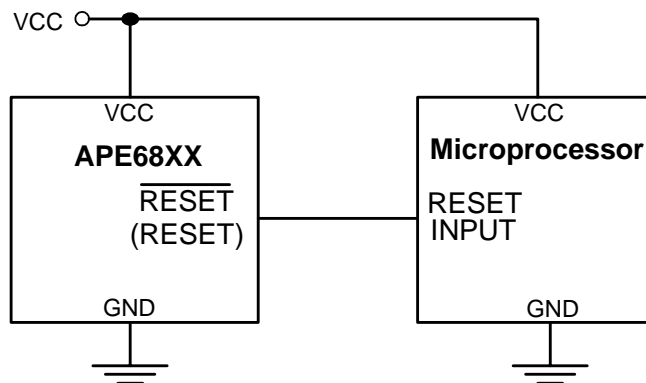 VCC
VCC
APE68XX
RESET
(RESET)
GND
VCC
Microprocessor
RESET
INPUT
GND